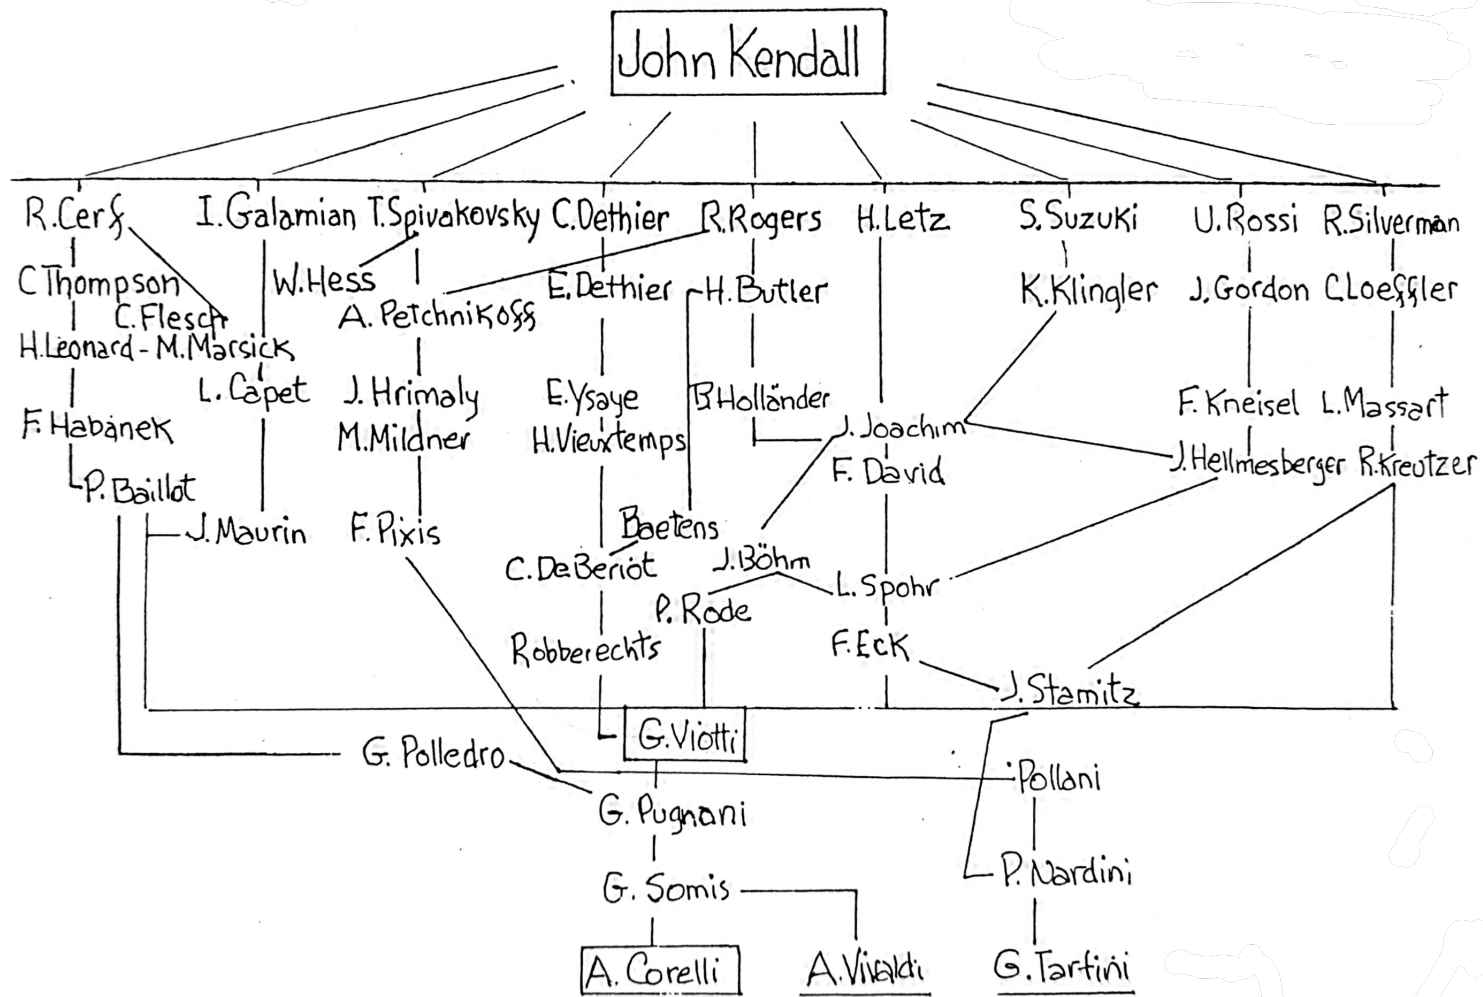 John Kendall
R.Cerf I.Galamian T.Spivakovsky C.Dethier R.Rogers H.Letz S.Suzuki U.Rossi R.Silverman
C Thompson W.Hess E.Dethier H.Butler K.Klingler J.Gordon C.Loeffler
C.Flesch A. Petchnikoff
H.Leonard - M.Marsick
L. Capet J. Hrimaly E.Ysaye B.Holländer F. Kneisel L.Massart
F. Habanek M.Mildner H.Vieuxtemps J. Joachim
F. David J.Hellmesberger R.Kreutzer
P. Baillot
J. Maurin F. Pixis Baetens
C. DeBeriot J.Böhm L. Spohr
P. Rode
Robberechts F. Eck
J. Stamitz
G.Viotti
G. Polledro Pollani
G. Pugnani
G. Somis P. Nardini
A. Corelli A.Vivaldi G.Tartini